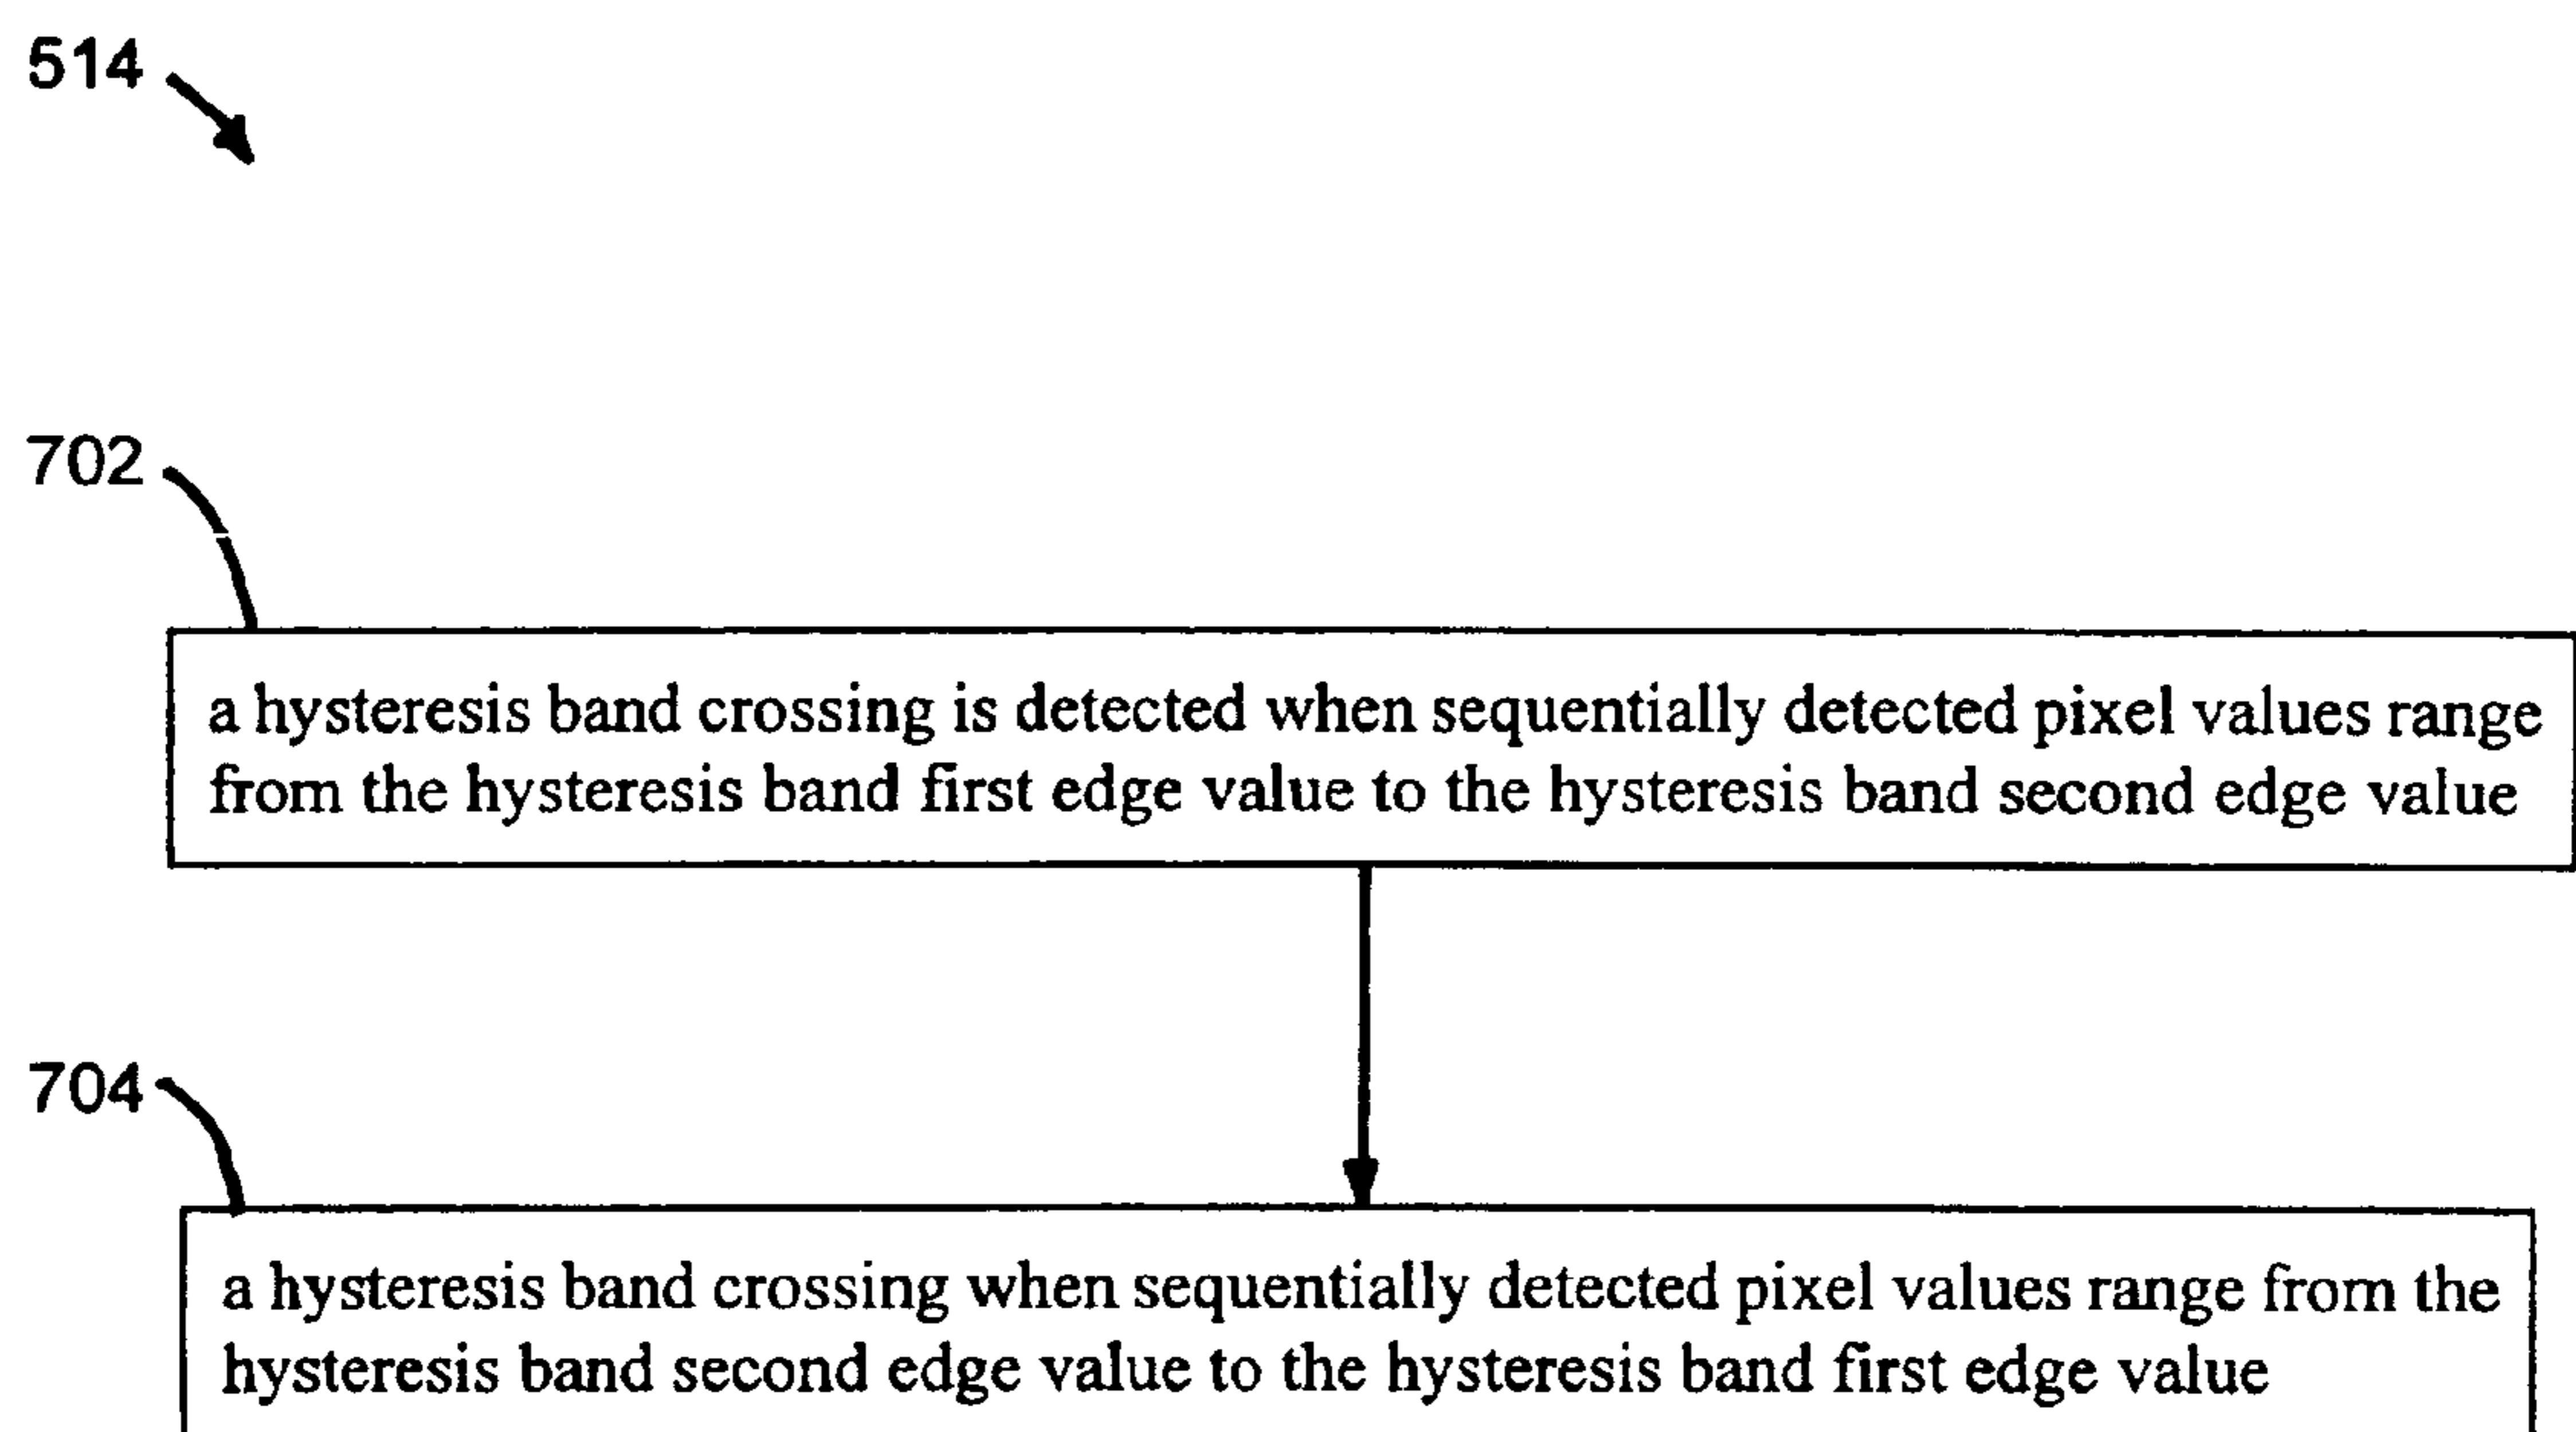 514
702
a hysteresis band crossing is detected when sequentially detected pixel values range
from the hysteresis band first edge value to the hysteresis band second edge value
704
a hysteresis band crossing when sequentially detected pixel values range from the
hysteresis band second edge value to the hysteresis band first edge value